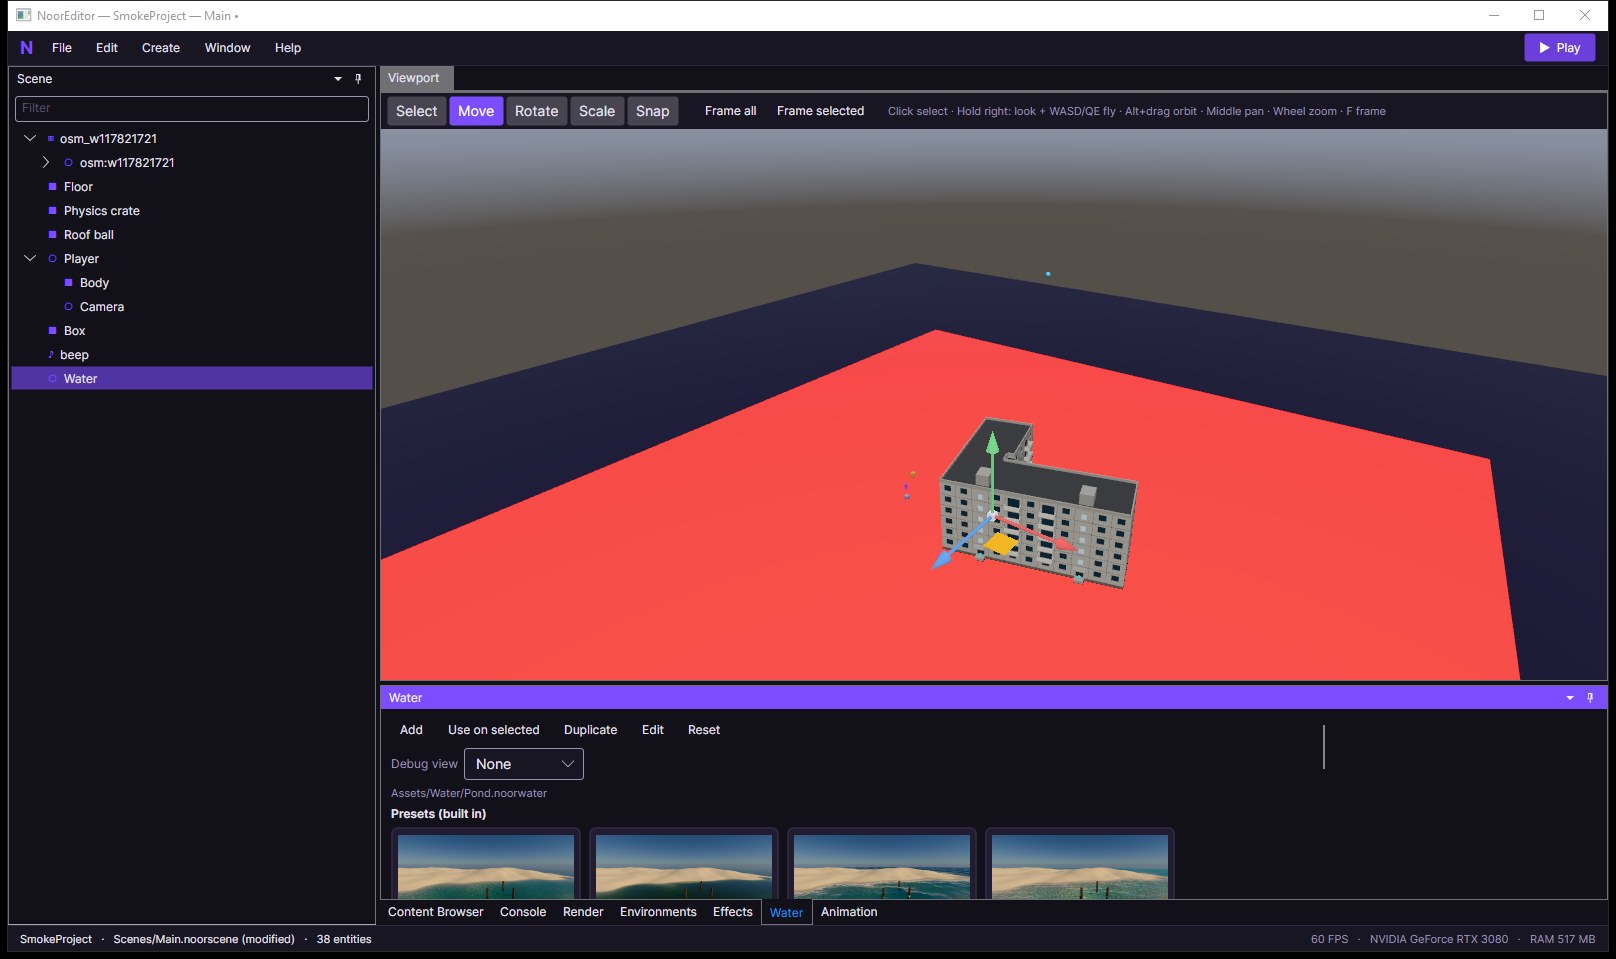 NoorEditor — SmokeProject — Main •
N File Edit Create Window Help
Play
Scene
Filter
osm_w117821721
osm:w117821721
Floor
Physics crate
Roof ball
Player
Body
Camera
Box
beep
Water
Viewport
Select Move Rotate Scale Snap Frame all Frame selected Click select · Hold right: look + WASD/QE fly · Alt+drag orbit · Middle pan · Wheel zoom · F frame
Water
Add Use on selected Duplicate Edit Reset
Debug view None
Assets/Water/Pond.noorwater
Presets (built in)
Content Browser Console Render Environments Effects Water Animation
SmokeProject · Scenes/Main.noorscene (modified) · 38 entities
60 FPS · NVIDIA GeForce RTX 3080 · RAM 517 MB